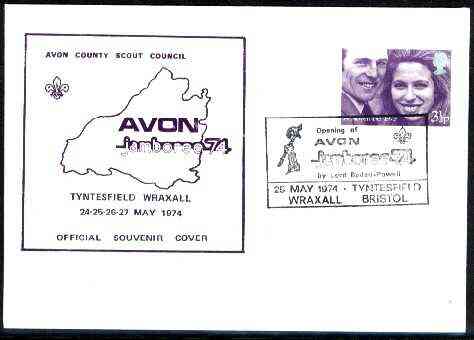 AVON COUNTY SCOUT COUNCIL
AVON
Jamboree 74
TYNTESFIELD WRAXALL
24-25-26-27 MAY 1974
OFFICIAL SOUVENIR COVER
3½p
Opening of
AVON
Jamboree 74
by Lord Baden-Powell
25 MAY 1974 · TYNTESFIELD
WRAXALL BRISTOL